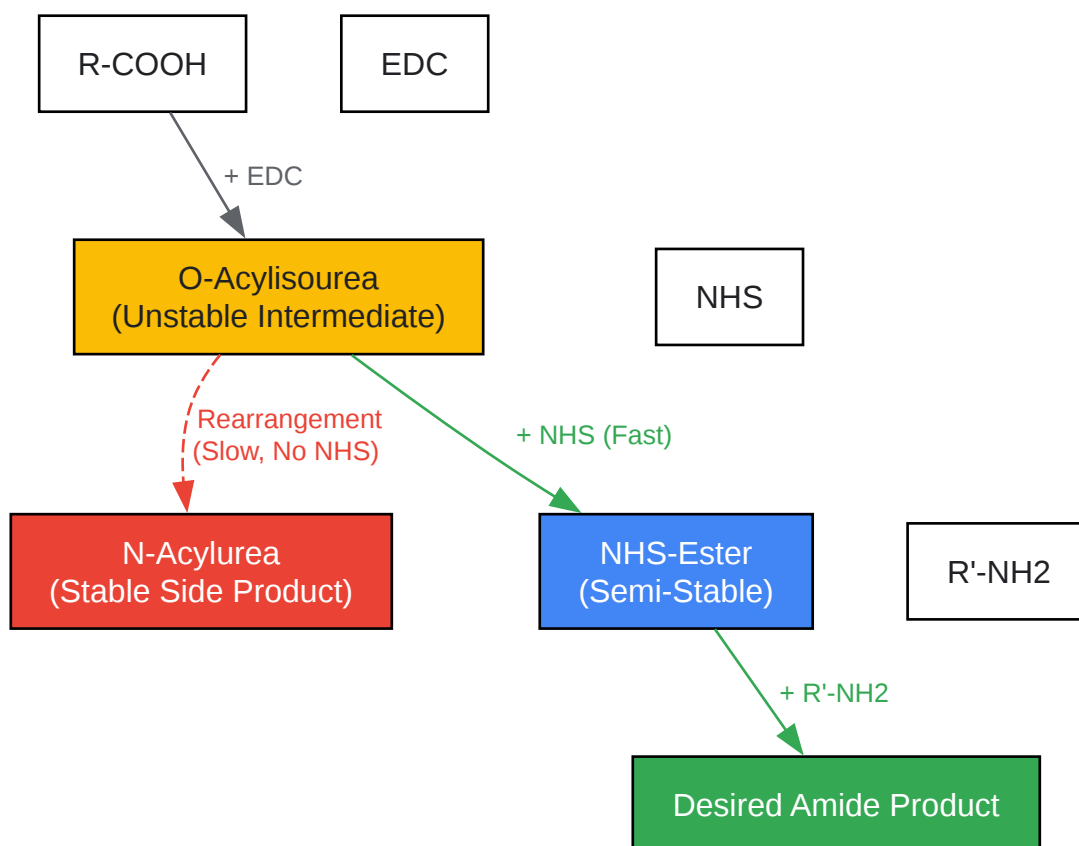 R-COOH
EDC
+ EDC
O-Acylisourea
(Unstable Intermediate)
NHS
Rearrangement
(Slow, No NHS)
+ NHS (Fast)
N-Acylurea
(Stable Side Product)
NHS-Ester
(Semi-Stable)
R'-NH2
+ R'-NH2
Desired Amide Product